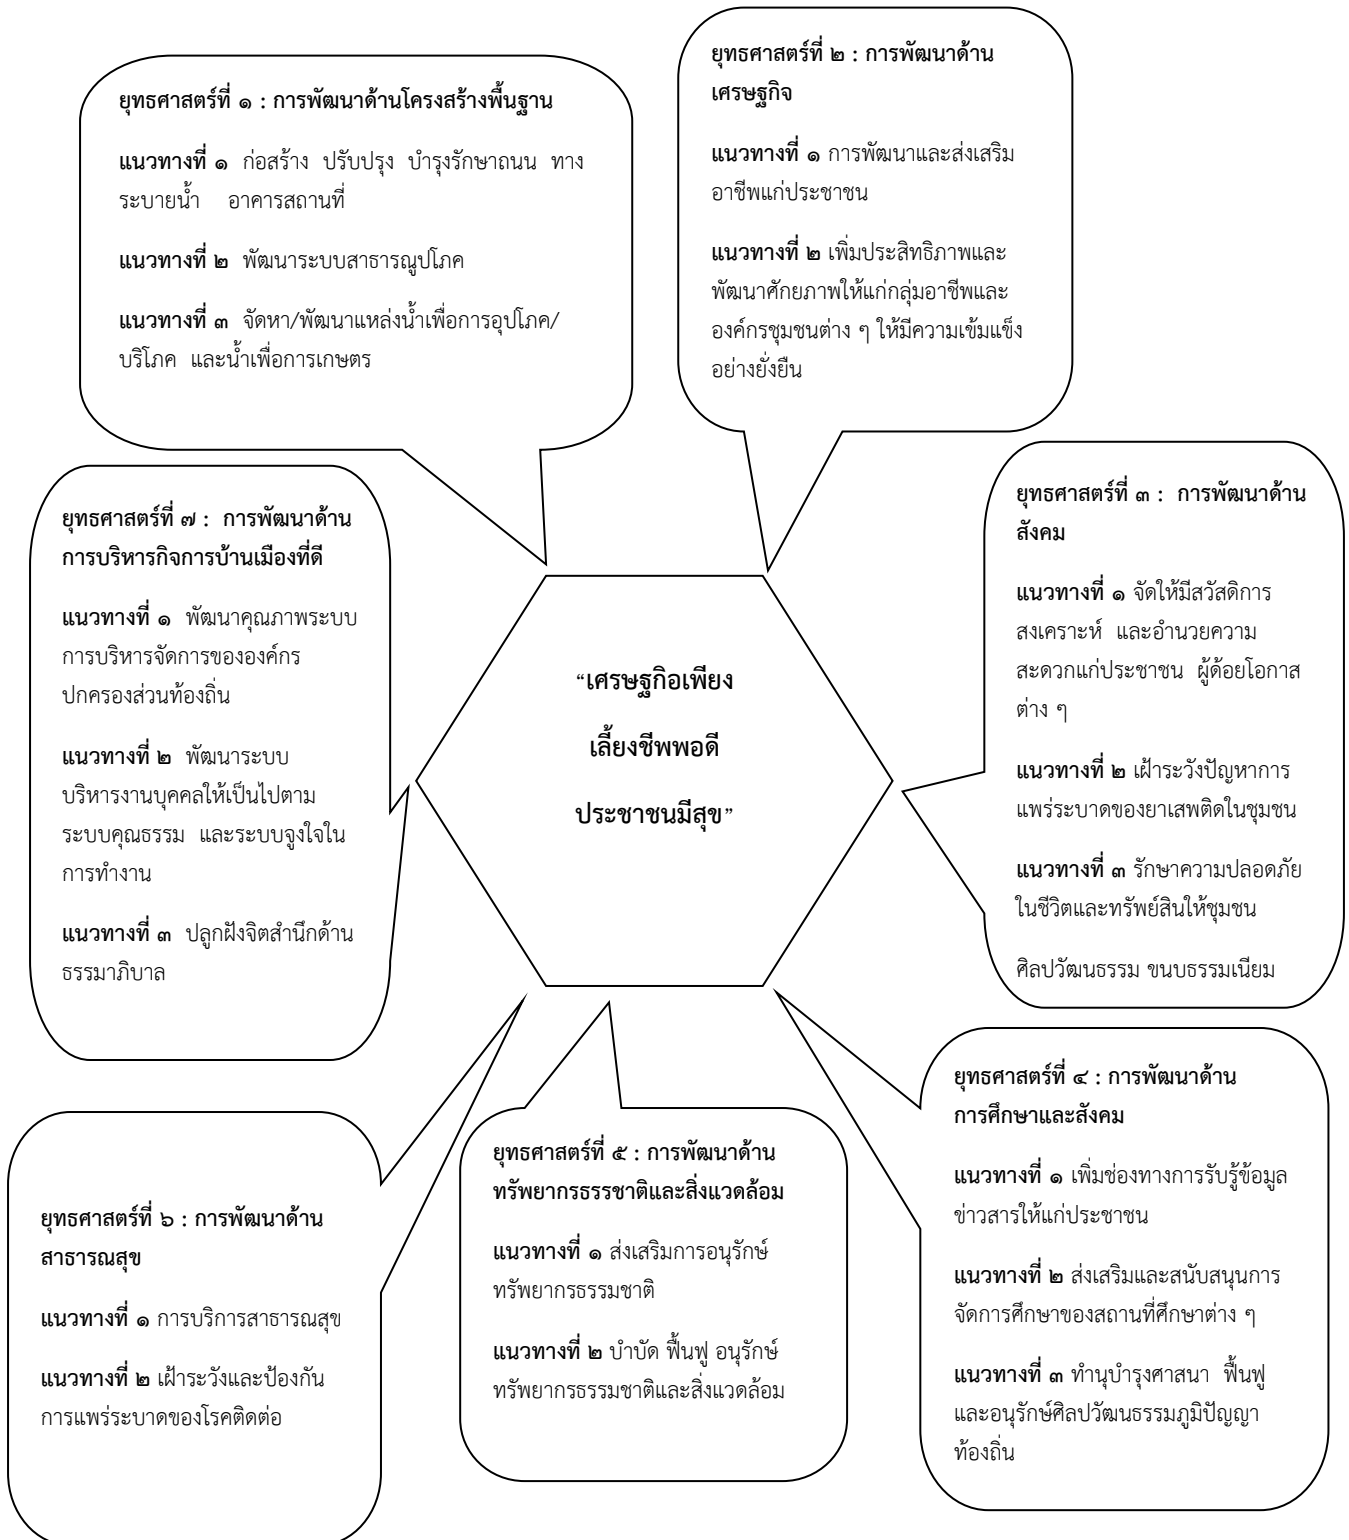 ยุทธศาสตร์ที่ ๑ : การพัฒนาด้านโครงสร้างพื้นฐาน
แนวทางที่ ๑ ก่อสร้าง ปรับปรุง บำรุงรักษาถนน ทาง
ระบายน้ำ อาคารสถานที่
แนวทางที่ ๒ พัฒนาระบบสาธารณูปโภค
แนวทางที่ ๓ จัดหา/พัฒนาแหล่งน้ำเพื่อการอุปโภค/
บริโภค และน้ำเพื่อการเกษตร
ยุทธศาสตร์ที่ ๒ : การพัฒนาด้าน
เศรษฐกิจ
แนวทางที่ ๑ การพัฒนาและส่งเสริม
อาชีพแก่ประชาชน
แนวทางที่ ๒ เพิ่มประสิทธิภาพและ
พัฒนาศักยภาพให้แก่กลุ่มอาชีพและ
องค์กรชุมชนต่าง ๆ ให้มีความเข้มแข็ง
อย่างยั่งยืน
ยุทธศาสตร์ที่ ๓ : การพัฒนาด้าน
สังคม
แนวทางที่ ๑ จัดให้มีสวัสดิการ
สงเคราะห์ และอำนวยความ
สะดวกแก่ประชาชน ผู้ด้อยโอกาส
ต่าง ๆ
แนวทางที่ ๒ เฝ้าระวังปัญหาการ
แพร่ระบาดของยาเสพติดในชุมชน
แนวทางที่ ๓ รักษาความปลอดภัย
ในชีวิตและทรัพย์สินให้ชุมชน
ศิลปวัฒนธรรม ขนบธรรมเนียม
ยุทธศาสตร์ที่ ๗ : การพัฒนาด้าน
การบริหารกิจการบ้านเมืองที่ดี
แนวทางที่ ๑ พัฒนาคุณภาพระบบ
การบริหารจัดการขององค์กร
ปกครองส่วนท้องถิ่น
แนวทางที่ ๒ พัฒนาระบบ
บริหารงานบุคคลให้เป็นไปตาม
ระบบคุณธรรม และระบบจูงใจใน
การทำงาน
แนวทางที่ ๓ ปลูกฝังจิตสำนึกด้าน
ธรรมาภิบาล
“เศรษฐกิอเพียง
เลี้ยงชีพพอดี
ประชาชนมีสุข”
ยุทธศาสตร์ที่ ๔ : การพัฒนาด้าน
การศึกษาและสังคม
แนวทางที่ ๑ เพิ่มช่องทางการรับรู้ข้อมูล
ข่าวสารให้แก่ประชาชน
แนวทางที่ ๒ ส่งเสริมและสนับสนุนการ
จัดการศึกษาของสถานที่ศึกษาต่าง ๆ
แนวทางที่ ๓ ทำนุบำรุงศาสนา ฟื้นฟู
และอนุรักษ์ศิลปวัฒนธรรมภูมิปัญญา
ท้องถิ่น
ยุทธศาสตร์ที่ ๕ : การพัฒนาด้าน
ทรัพยากรธรรชาติและสิ่งแวดล้อม
แนวทางที่ ๑ ส่งเสริมการอนุรักษ์
ทรัพยากรธรรมชาติ
แนวทางที่ ๒ บำบัด ฟื้นฟู อนุรักษ์
ทรัพยากรธรรมชาติและสิ่งแวดล้อม
ยุทธศาสตร์ที่ ๖ : การพัฒนาด้าน
สาธารณสุข
แนวทางที่ ๑ การบริการสาธารณสุข
แนวทางที่ ๒ เฝ้าระวังและป้องกัน
การแพร่ระบาดของโรคติดต่อ